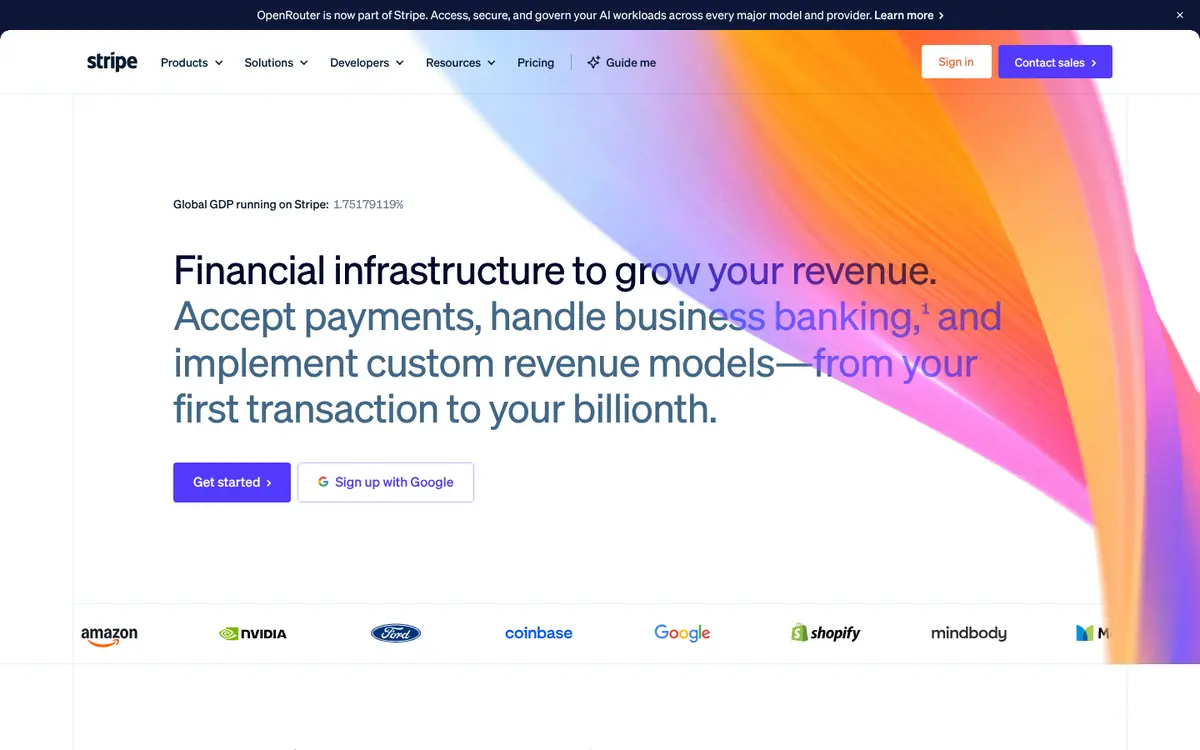 OpenRouter is now part of Stripe. Access, secure, and govern your AI workloads across every major model and provider. Learn more
stripe
Products
Solutions
Developers
Resources
Pricing
Guide me
Sign in
Contact sales
Global GDP running on Stripe: 1.75179119%
Financial infrastructure to grow your revenue.
Accept payments, handle business banking,¹ and
implement custom revenue models—from your
first transaction to your billionth.
Get started
Sign up with Google
amazon
NVIDIA
Ford
coinbase
Google
shopify
mindbody